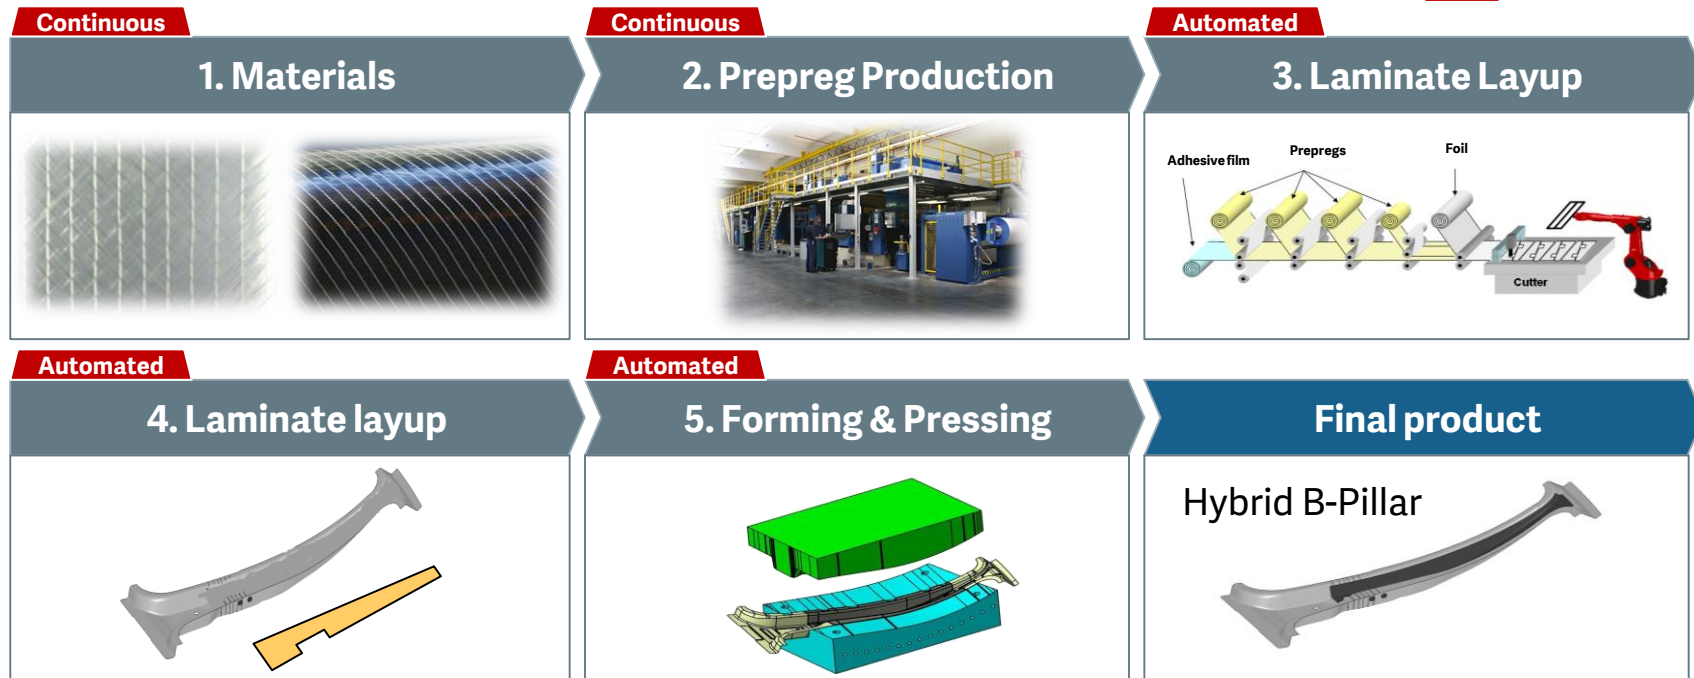 Continuous
1. Materials
Continuous
2. Prepreg Production
Automated
3. Laminate Layup
Adhesive film
Prepregs
Foil
Cutter
Automated
4. Laminate layup
Automated
5. Forming & Pressing
Final product
Hybrid B-Pillar